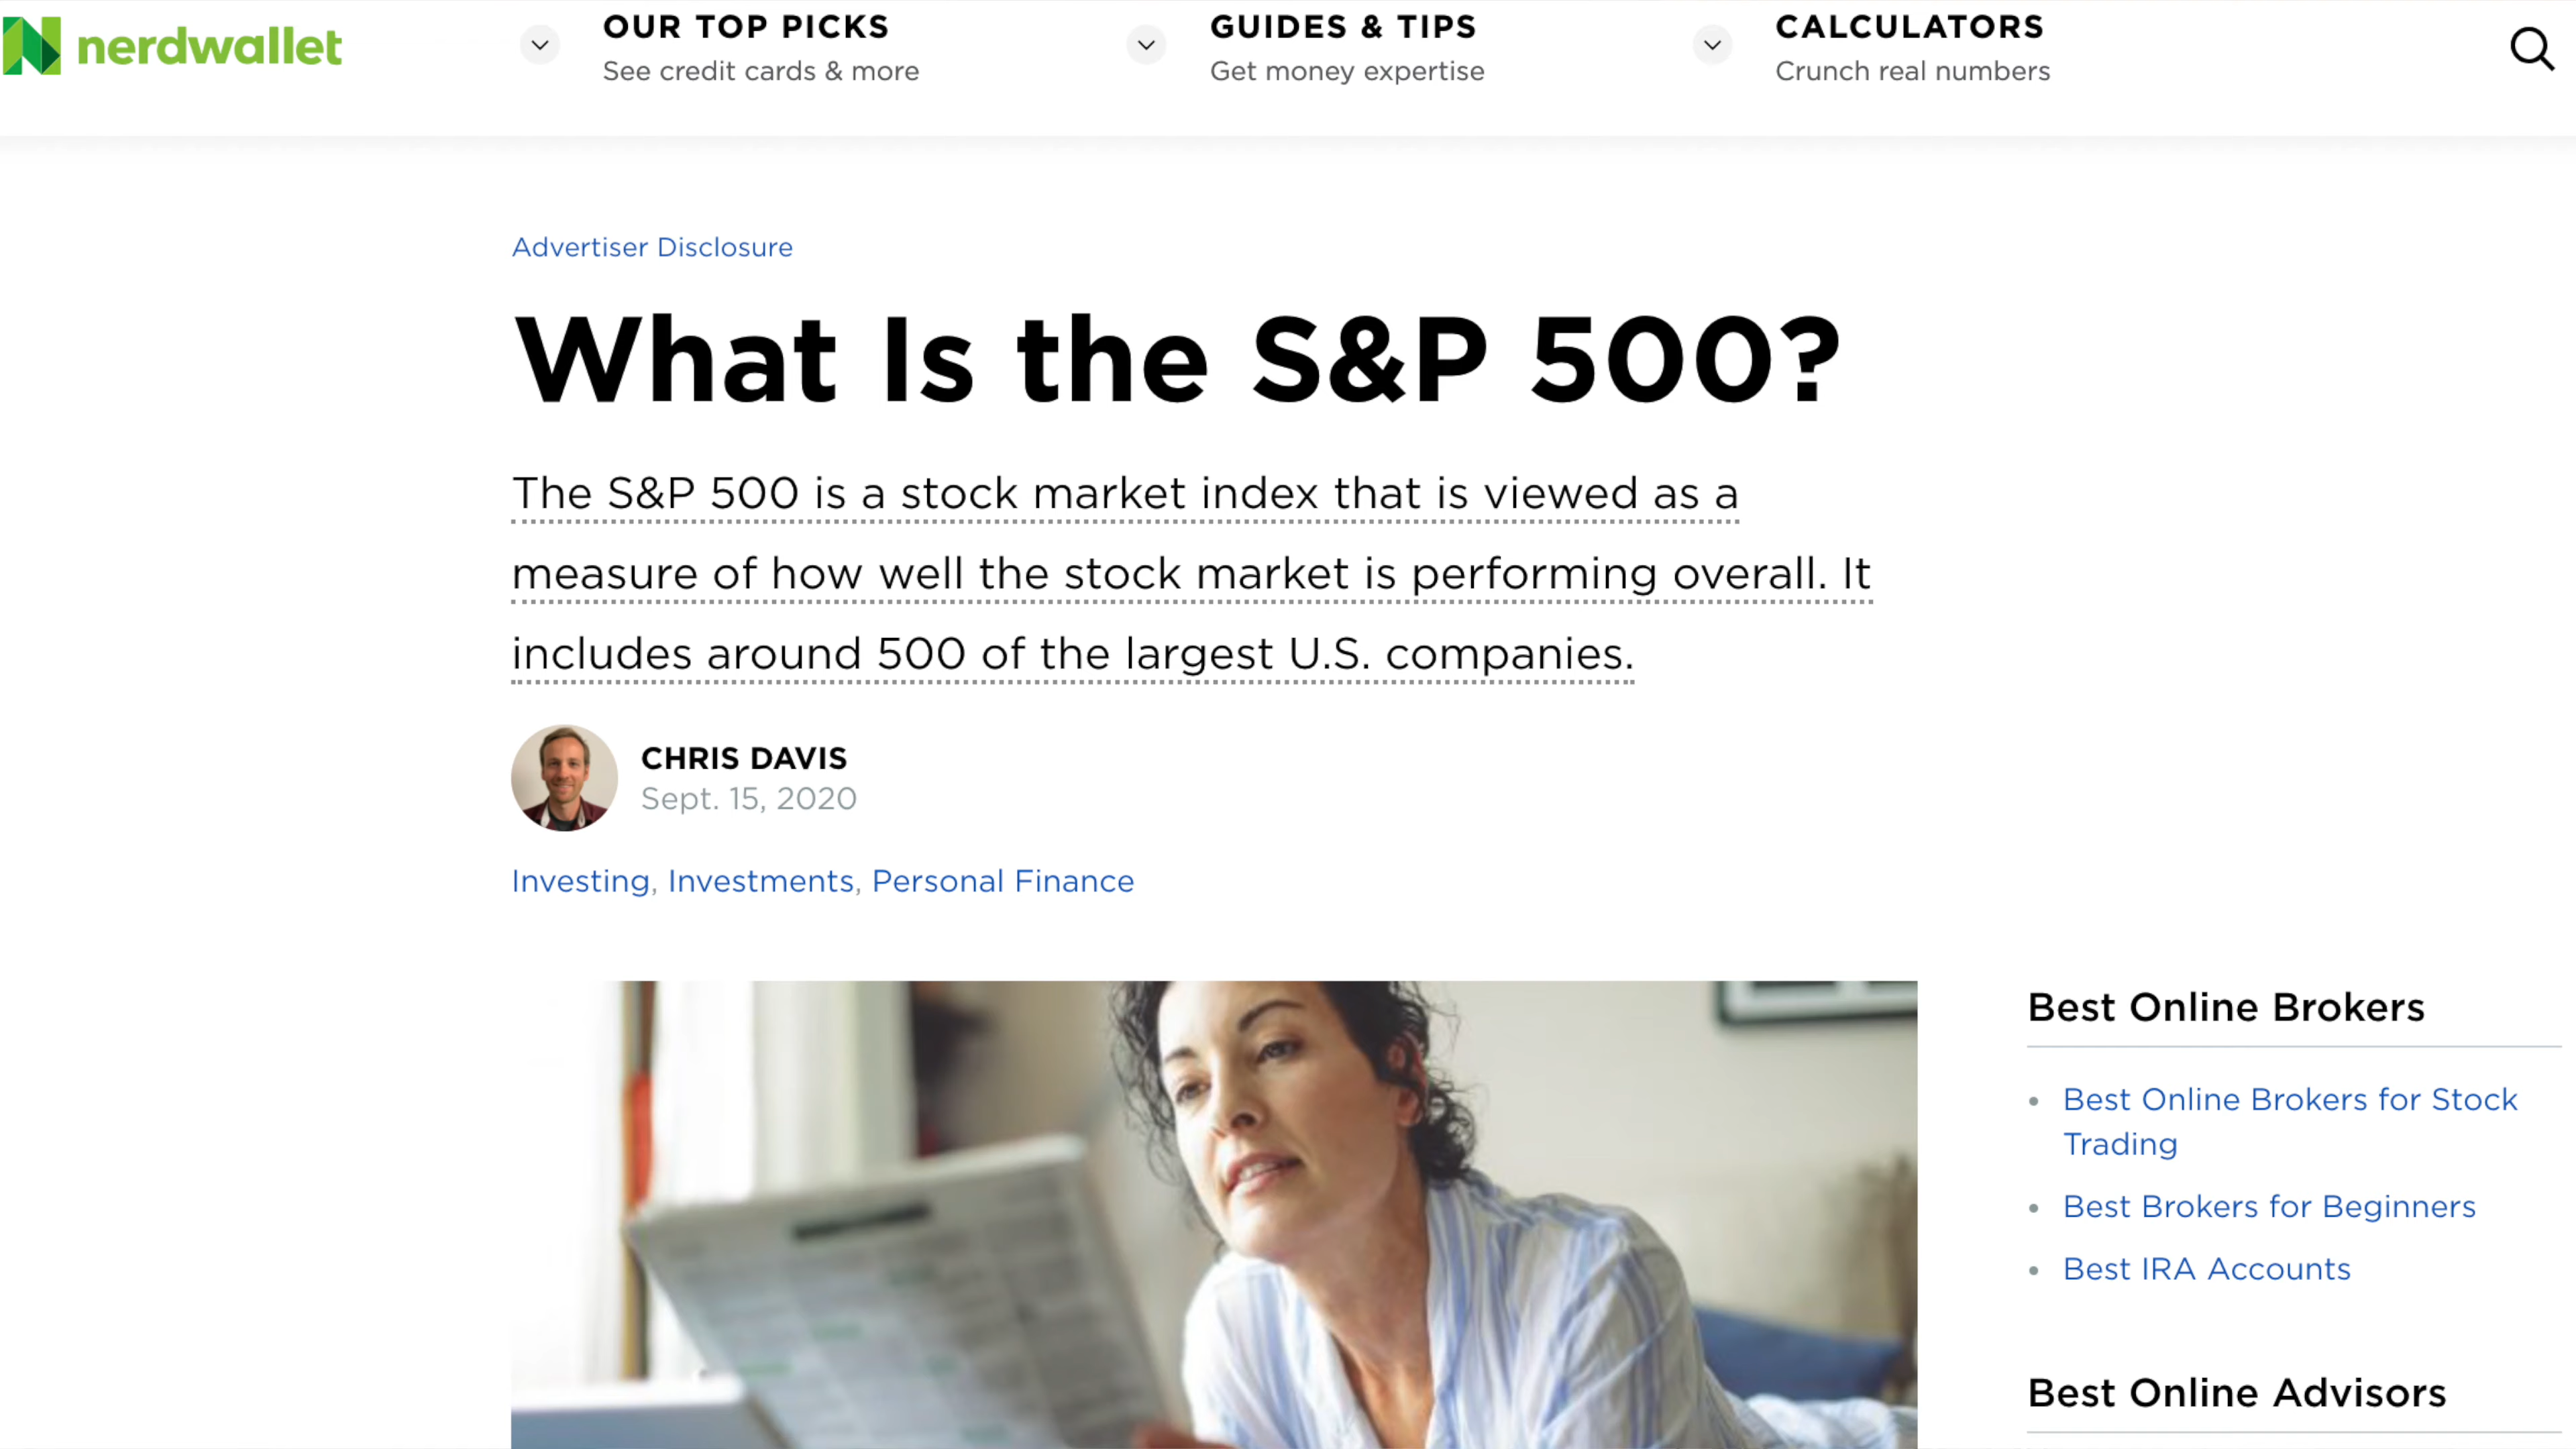 nerdwallet
OUR TOP PICKS
See credit cards & more
GUIDES & TIPS
Get money expertise
CALCULATORS
Crunch real numbers
Advertiser Disclosure
What Is the S&P 500?
The S&P 500 is a stock market index that is viewed as a
measure of how well the stock market is performing overall. It
includes around 500 of the largest U.S. companies.
CHRIS DAVIS
Sept. 15, 2020
Investing, Investments, Personal Finance
Best Online Brokers
Best Online Brokers for Stock
Trading
Best Brokers for Beginners
Best IRA Accounts
Best Online Advisors